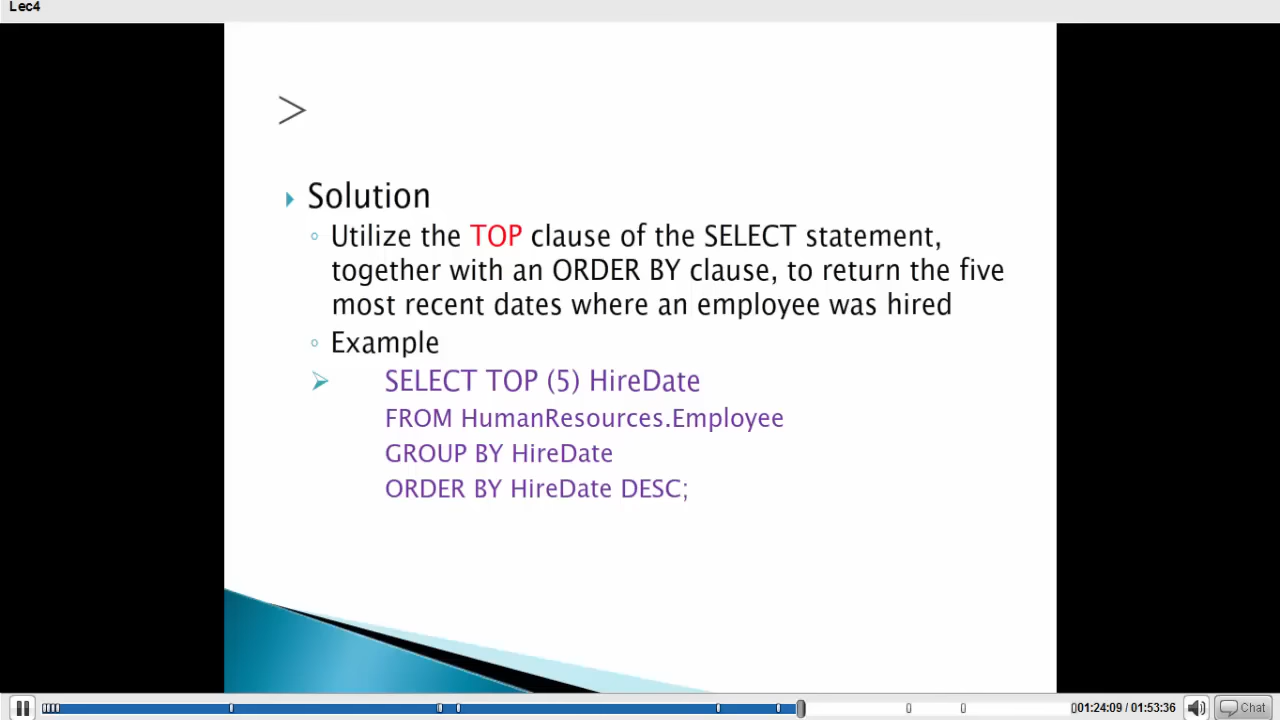 Lec4
>
Solution
Utilize the TOP clause of the SELECT statement,
together with an ORDER BY clause, to return the five
most recent dates where an employee was hired
Example
SELECT TOP (5) HireDate
FROM HumanResources.Employee
GROUP BY HireDate
ORDER BY HireDate DESC;
01:24:09 / 01:53:36
Chat